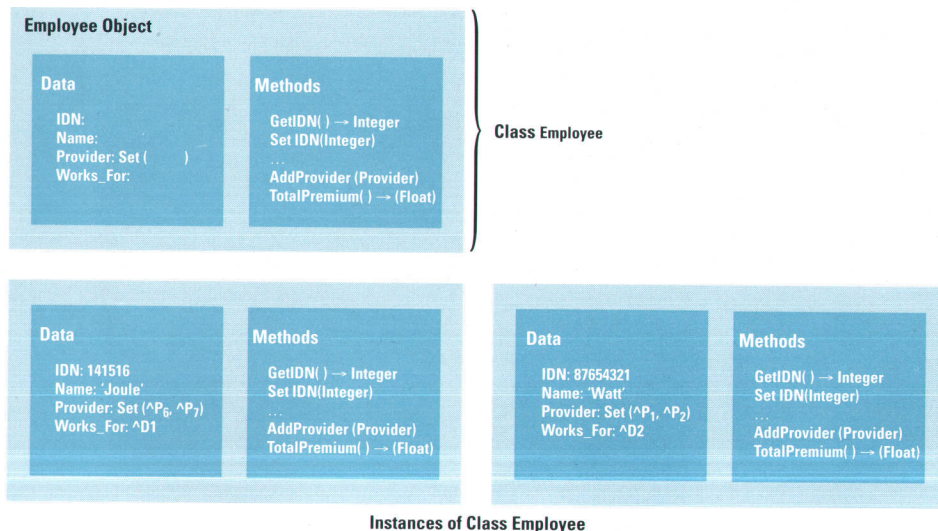 Employee Object
Data
IDN:
Name:
Provider: Set ( )
Works_For:
Methods
GetIDN( ) → Integer
Set IDN(Integer)
...
AddProvider (Provider)
TotalPremium( ) → (Float)
Class Employee
Data
IDN: 141516
Name: 'Joule'
Provider: Set (^P6, ^P7)
Works_For: ^D1
Methods
GetIDN( ) → Integer
Set IDN(Integer)
...
AddProvider (Provider)
TotalPremium( ) → (Float)
Data
IDN: 87654321
Name: 'Watt'
Provider: Set (^P1, ^P2)
Works_For: ^D2
Methods
GetIDN( ) → Integer
Set IDN(Integer)
...
AddProvider (Provider)
TotalPremium( ) → (Float)
Instances of Class Employee